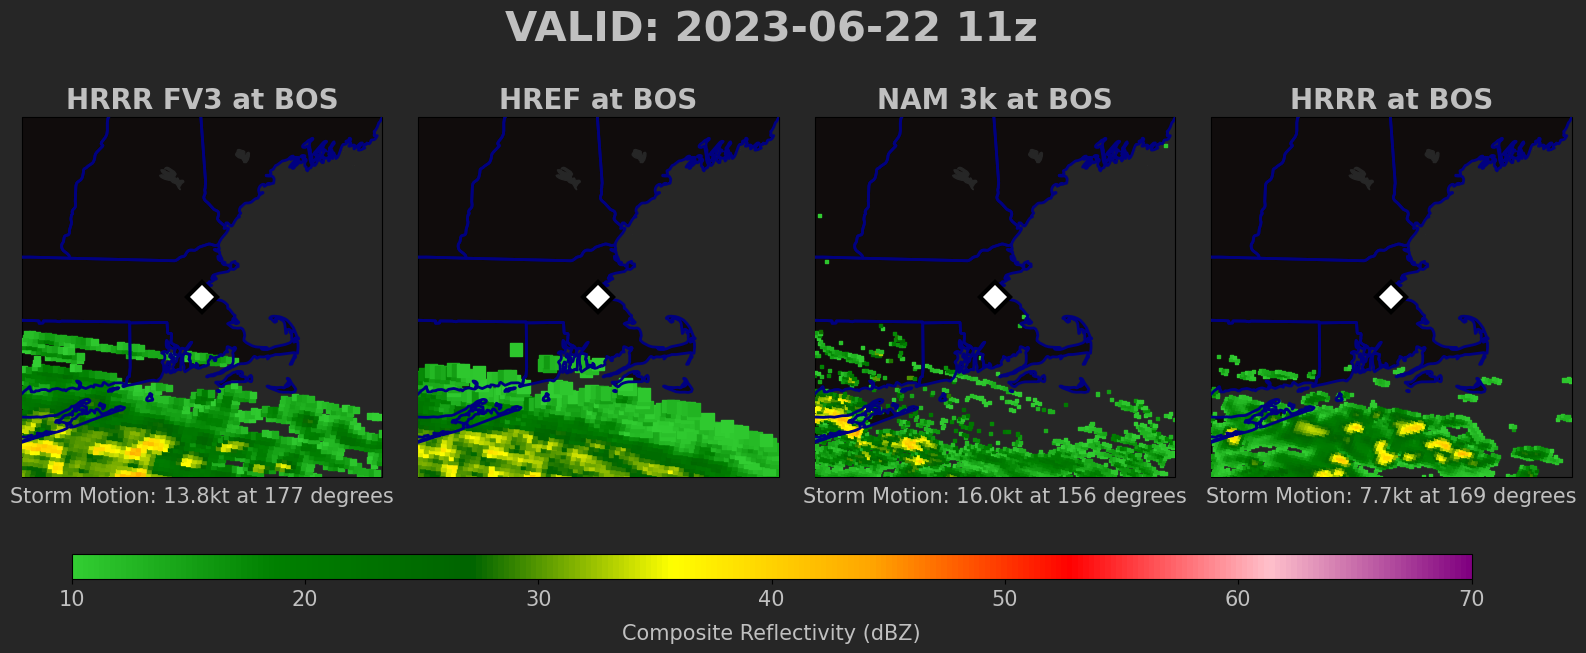 VALID: 2023-06-22 11z
HRRR FV3 at BOS
HREF at BOS
NAM 3k at BOS
HRRR at BOS
Storm Motion: 13.8kt at 177 degrees
Storm Motion: 16.0kt at 156 degrees
Storm Motion: 7.7kt at 169 degrees
10 20 30 40 50 60 70
Composite Reflectivity (dBZ)